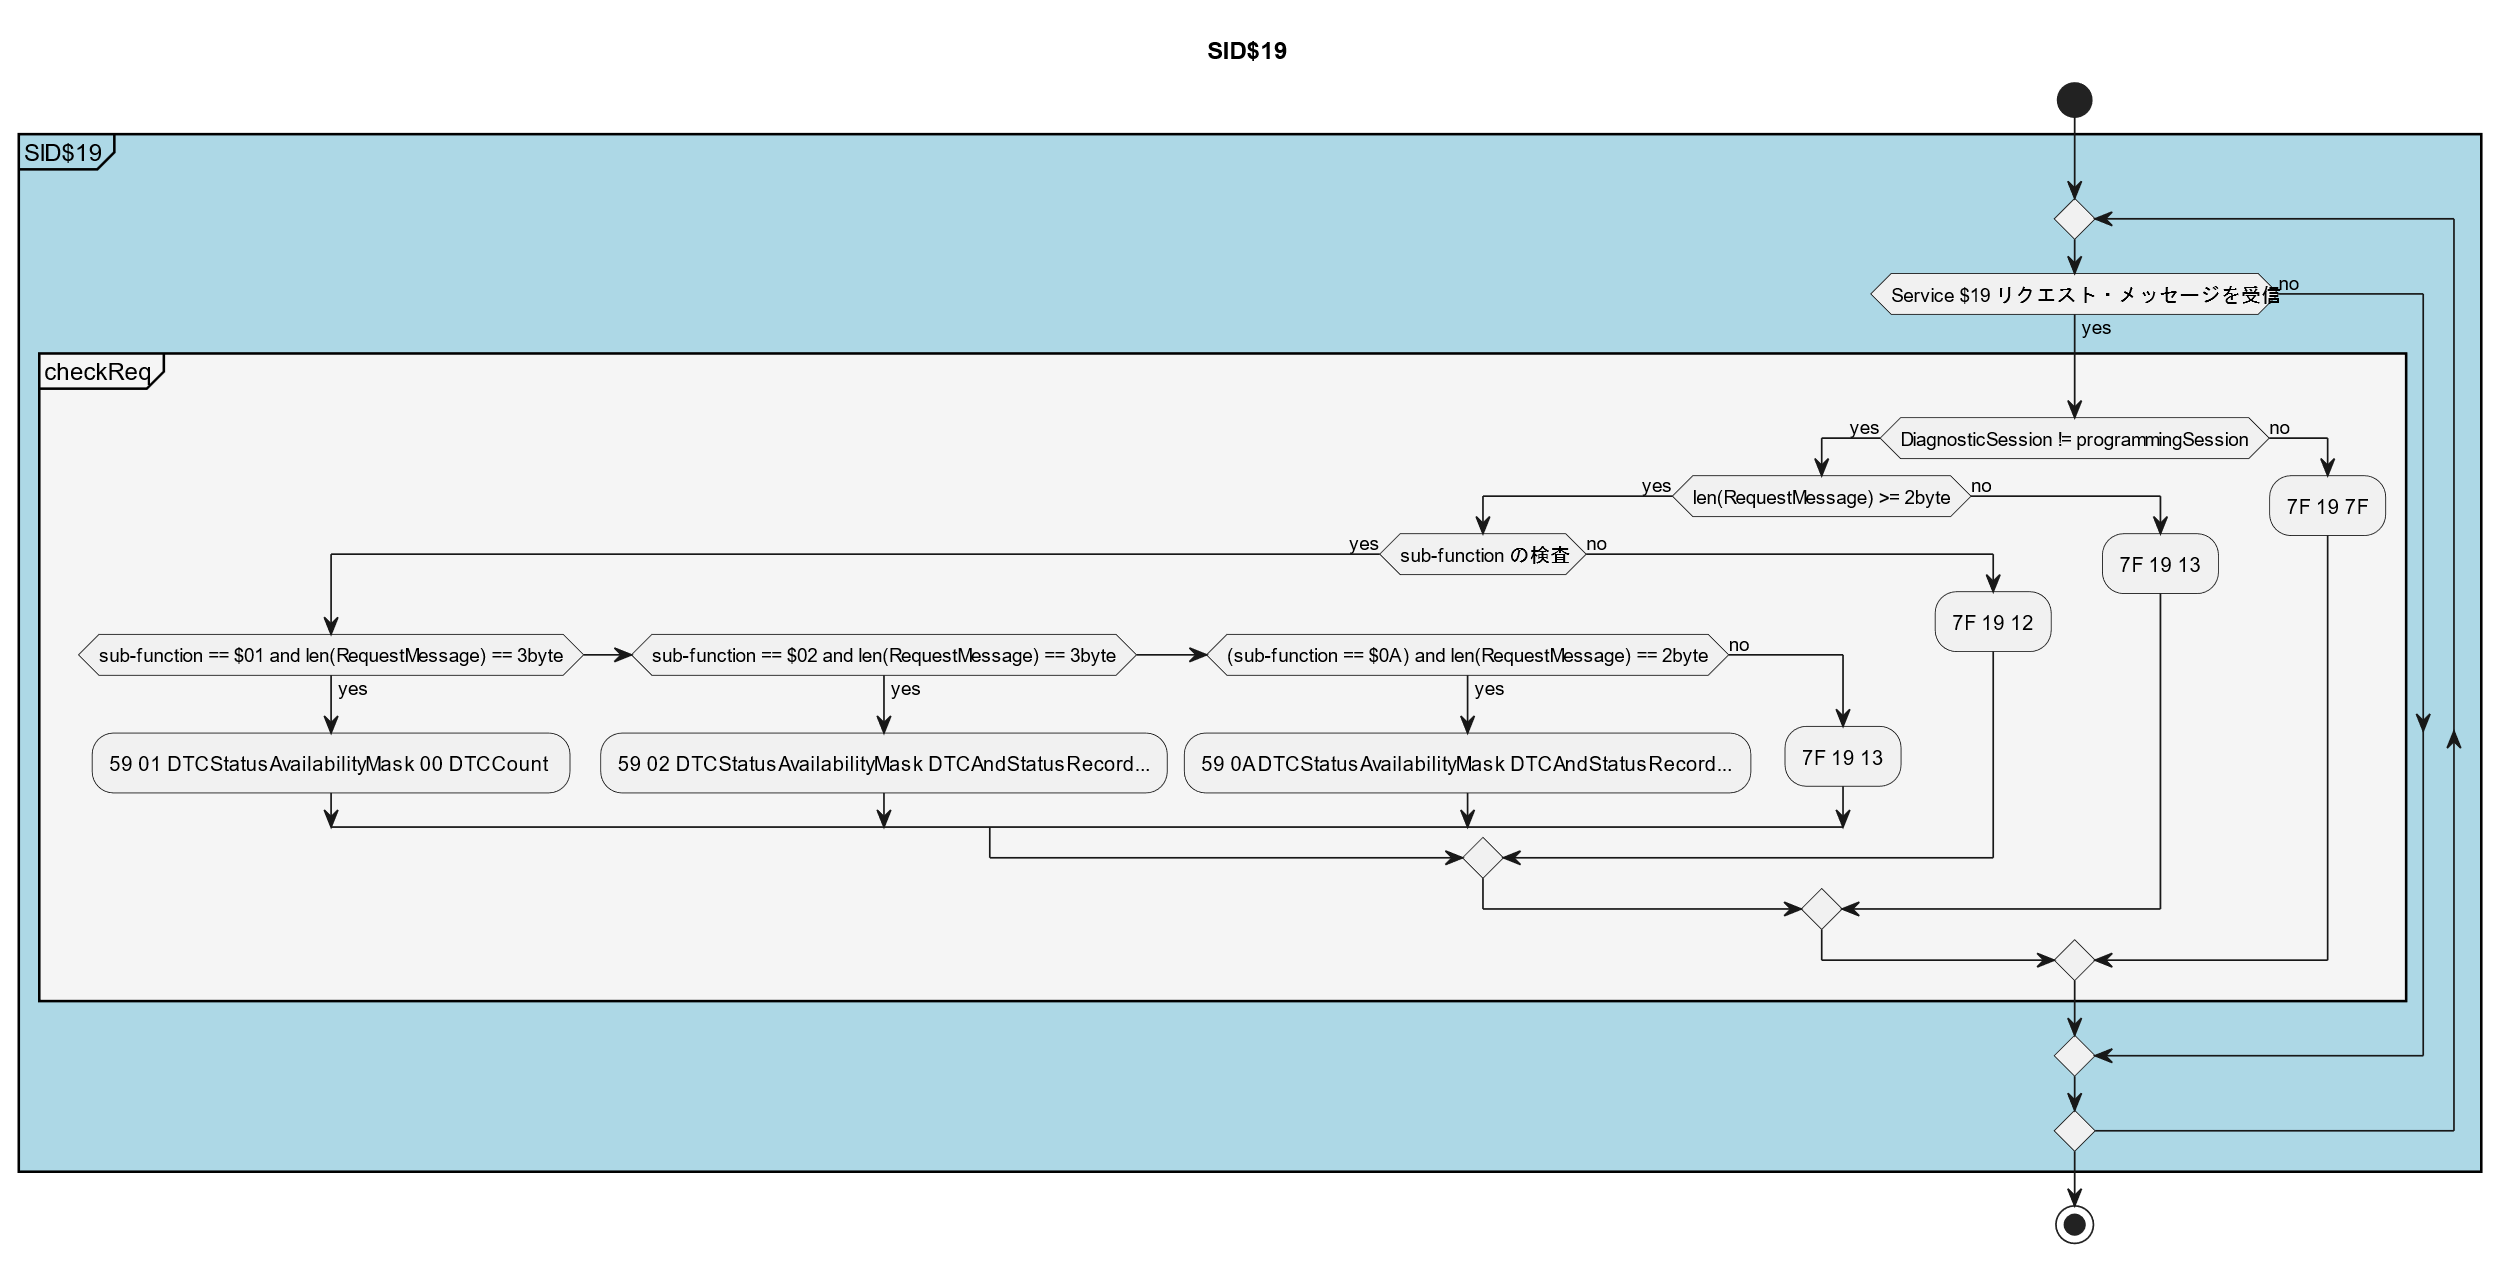 SID$19
SID$19
Service $19 リクエスト・メッセージを受信
no
yes
checkReq
yes
DiagnosticSession != programmingSession
no
yes
len(RequestMessage) >= 2byte
no
7F 19 7F
yes
sub-function の検査
no
7F 19 13
7F 19 12
sub-function == $01 and len(RequestMessage) == 3byte
sub-function == $02 and len(RequestMessage) == 3byte
(sub-function == $0A) and len(RequestMessage) == 2byte
no
yes
yes
yes
59 01 DTCStatusAvailabilityMask 00 DTCCount
59 02 DTCStatusAvailabilityMask DTCAndStatusRecord...
59 0A DTCStatusAvailabilityMask DTCAndStatusRecord...
7F 19 13